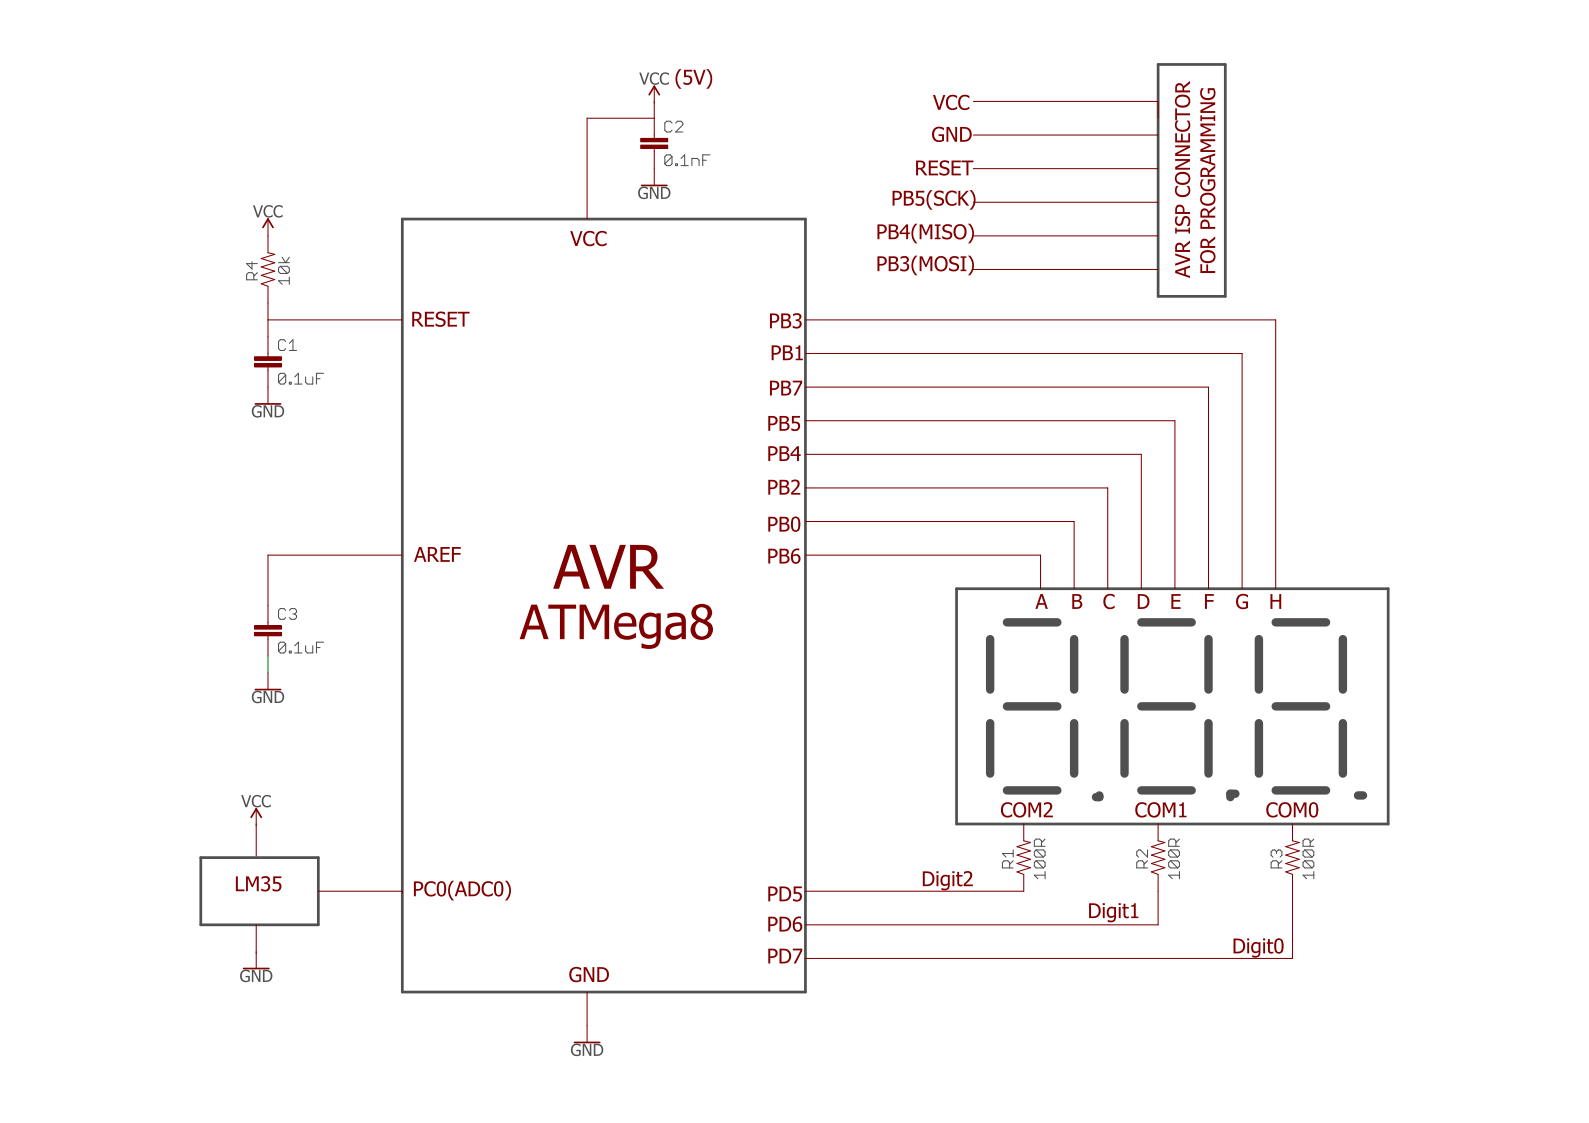 VCC (5V)
C2
0.1nF
GND
VCC
GND
RESET
PB5(SCK)
PB4(MISO)
PB3(MOSI)
AVR ISP CONNECTOR
FOR PROGRAMMING
VCC
R4
10k
C1
0.1uF
GND
VCC
RESET
AREF
C3
0.1uF
GND
VCC
LM35
GND
PC0(ADC0)
AVR
ATMega8
GND
GND
PB3
PB1
PB7
PB5
PB4
PB2
PB0
PB6
A B C D E F G H
COM2 COM1 COM0
R1
100R
R2
100R
R3
100R
PD5
Digit2
PD6
Digit1
PD7
Digit0